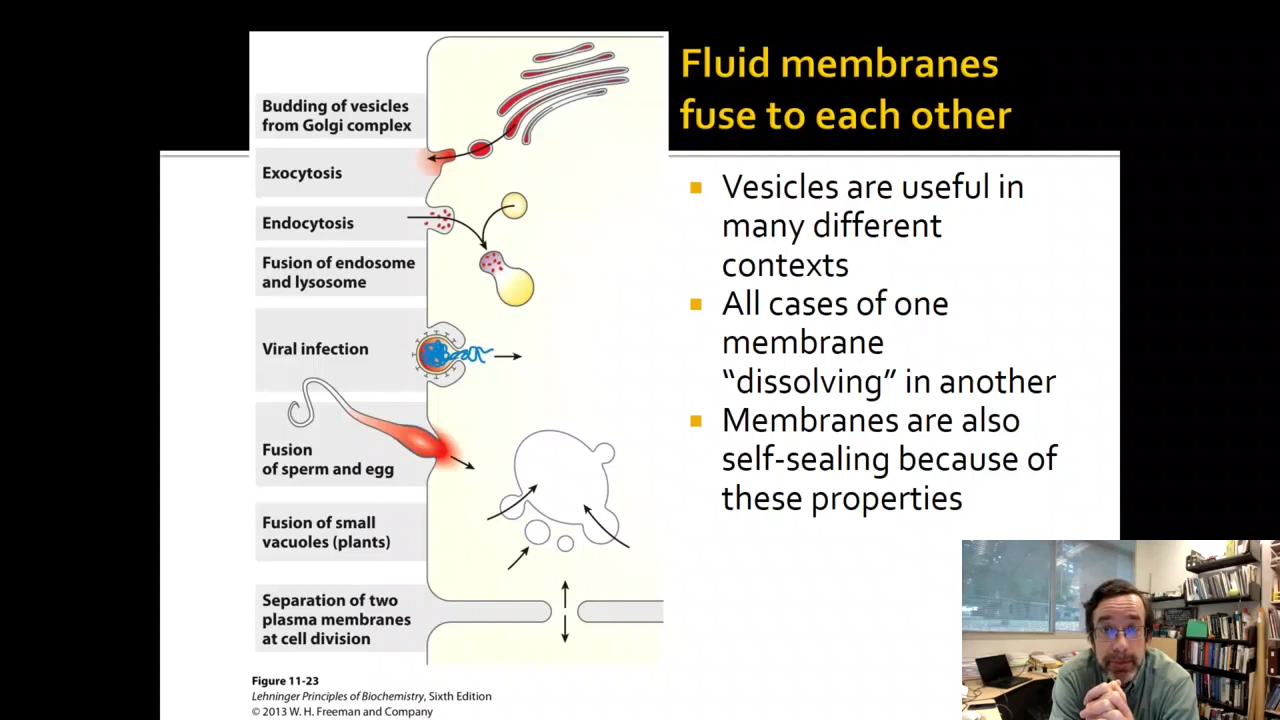 Fluid membranes
fuse to each other
Budding of vesicles
from Golgi complex
Exocytosis
Endocytosis
Fusion of endosome
and lysosome
Viral infection
Fusion
of sperm and egg
Fusion of small
vacuoles (plants)
Separation of two
plasma membranes
at cell division
Figure 11-23
Lehninger Principles of Biochemistry, Sixth Edition
© 2013 W. H. Freeman and Company
Vesicles are useful in
many different
contexts
All cases of one
membrane
“dissolving” in another
Membranes are also
self-sealing because of
these properties